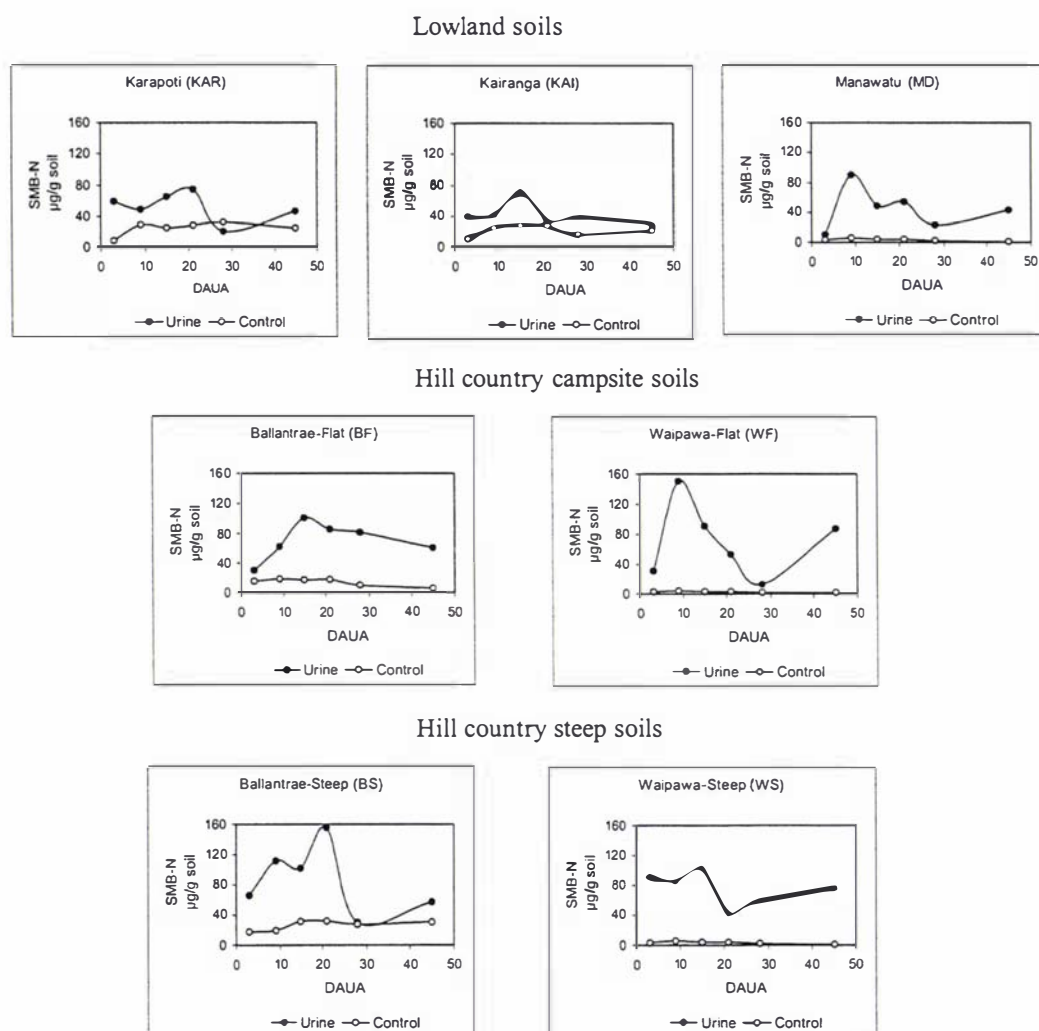 Lowland soils
Karapoti (KAR)
160
120
80
40
0
SMB-N
µg/g soil
0 10 20 30 40 50
DAUA
Urine Control
Kairanga (KAI)
160
120
80
40
0
SMB-N
µg/g soil
0 10 20 30 40 50
DAUA
Urine Control
Manawatu (MD)
160
120
80
40
0
SMB-N
µg/g soil
0 10 20 30 40 50
DAUA
Urine Control
Hill country campsite soils
Ballantrae-Flat (BF)
160
120
80
40
0
SMB-N
µg/g soil
0 10 20 30 40 50
DAUA
Urine Control
Waipawa-Flat (WF)
160
120
80
40
0
SMB-N
µg/g soil
0 10 20 30 40 50
DAUA
Urine Control
Hill country steep soils
Ballantrae-Steep (BS)
160
120
80
40
0
SMB-N
µg/g soil
0 10 20 30 40 50
DAUA
Urine Control
Waipawa-Steep (WS)
160
120
80
40
0
SMB-N
µg/g soil
0 10 20 30 40 50
DAUA
Urine Control